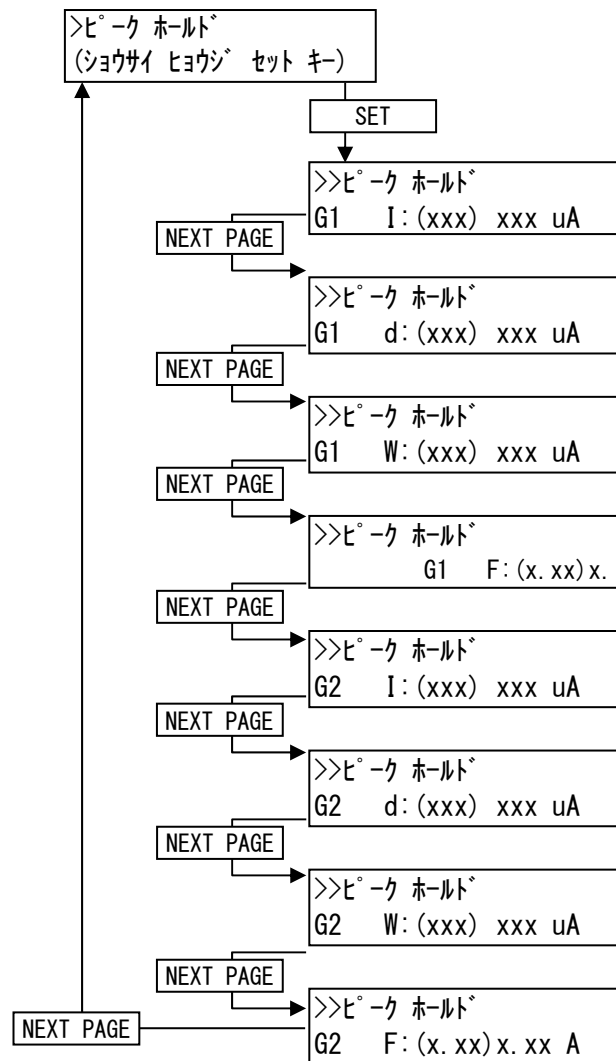 >ピーク ホールド
(ショウサイ ヒョウジ セット キー)
SET
>>ピーク ホールド
G1 I:(xxx) xxx uA
NEXT PAGE
>>ピーク ホールド
G1 d:(xxx) xxx uA
NEXT PAGE
>>ピーク ホールド
G1 W:(xxx) xxx uA
NEXT PAGE
>>ピーク ホールド
G1 F:(x.xx)x.
NEXT PAGE
>>ピーク ホールド
G2 I:(xxx) xxx uA
NEXT PAGE
>>ピーク ホールド
G2 d:(xxx) xxx uA
NEXT PAGE
>>ピーク ホールド
G2 W:(xxx) xxx uA
NEXT PAGE
>>ピーク ホールド
G2 F:(x.xx)x.xx A
NEXT PAGE